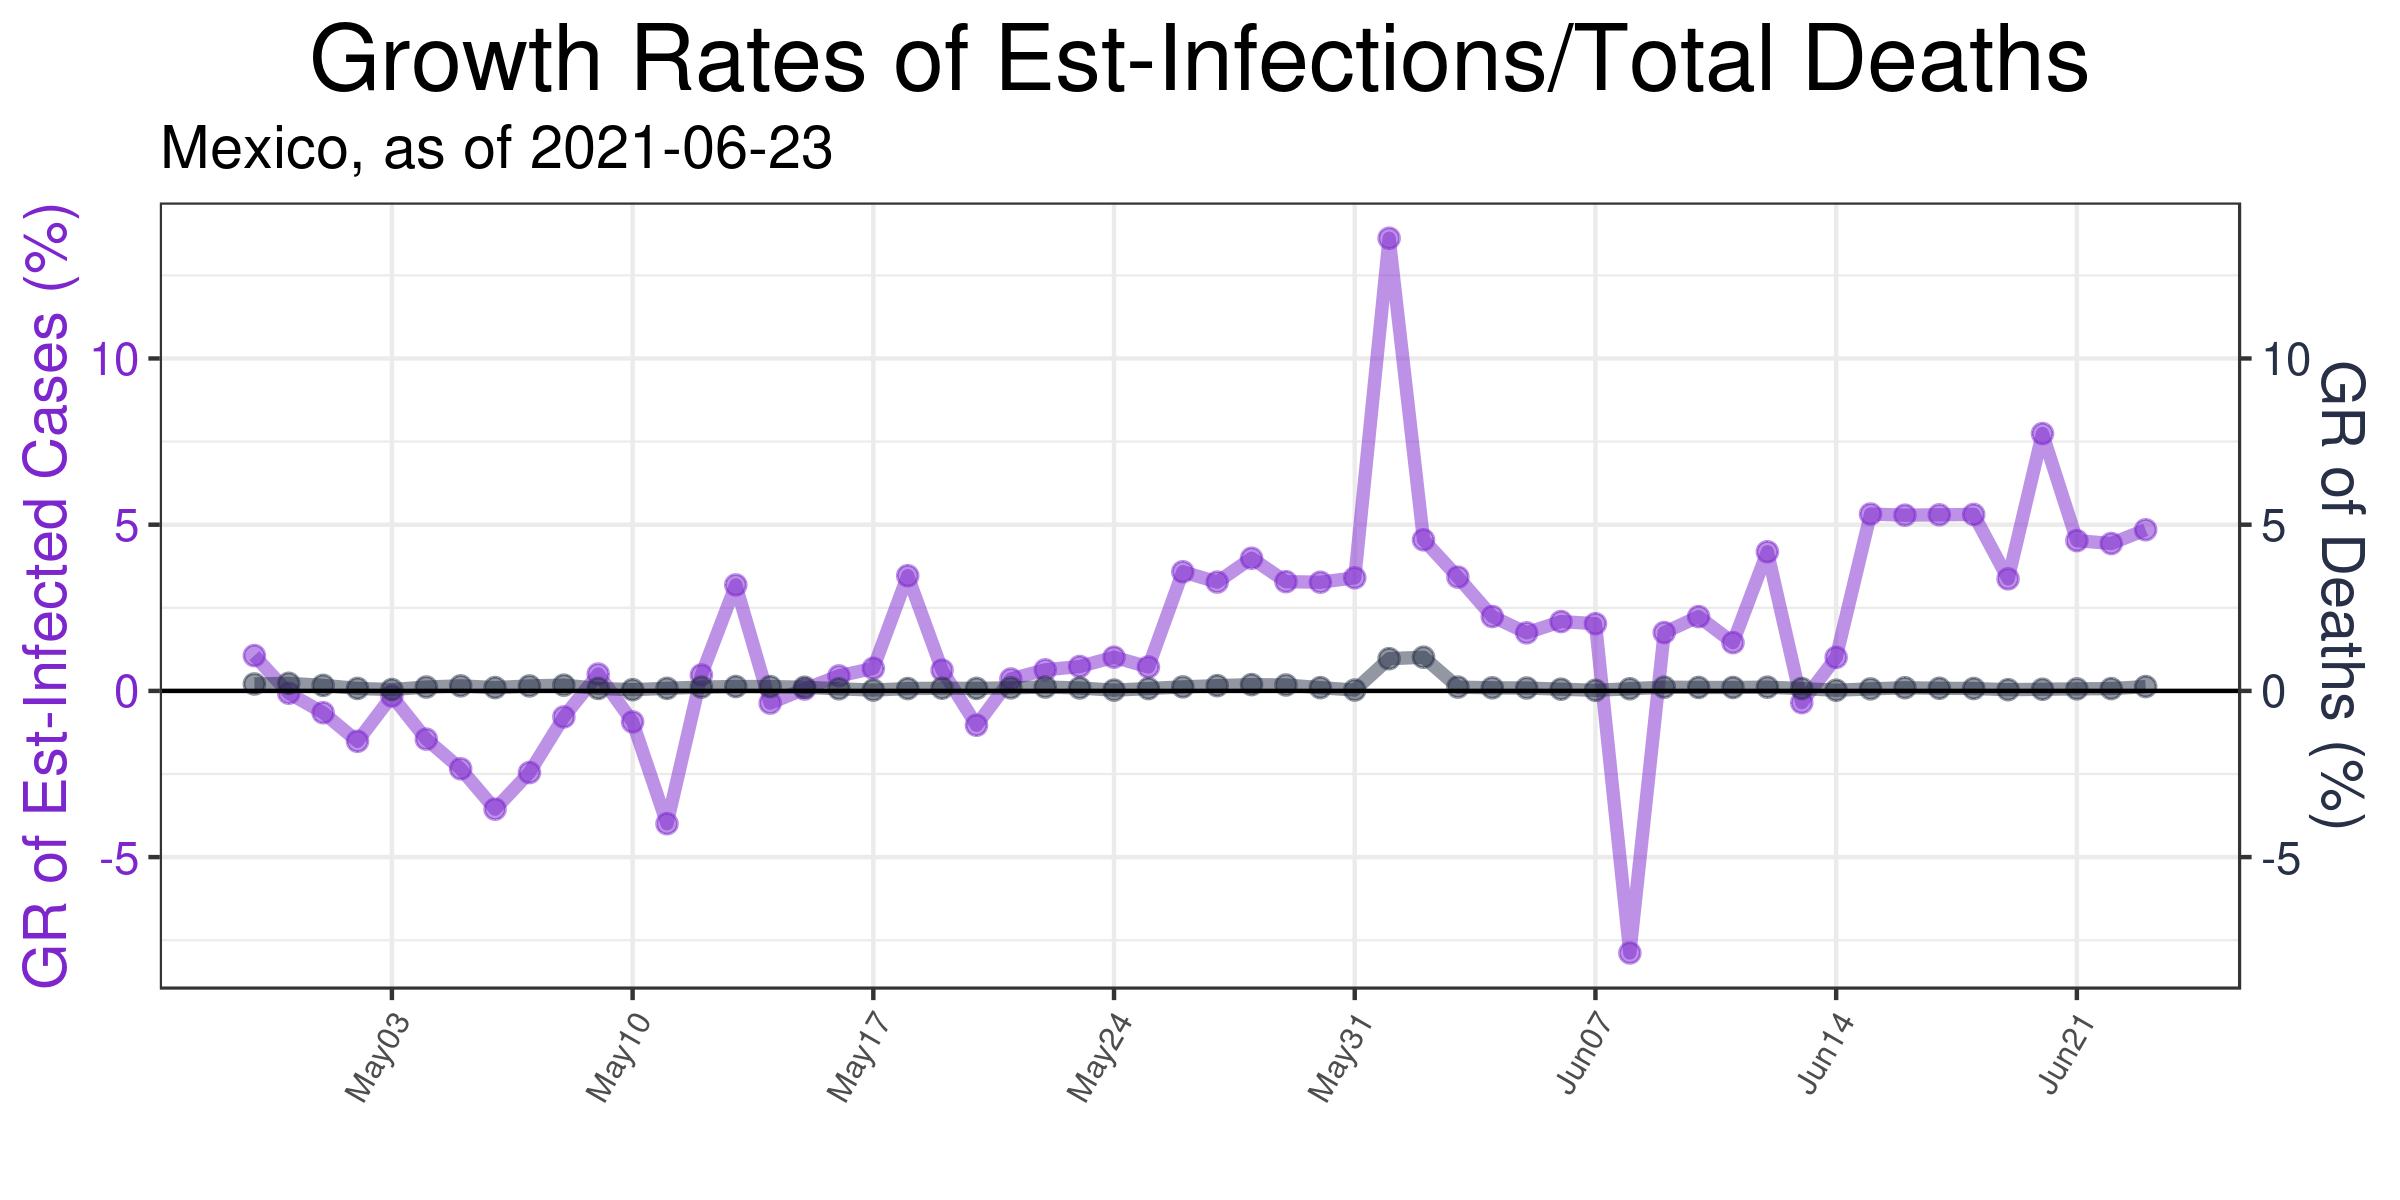 Growth Rates of Est-Infections/Total Deaths
Mexico, as of 2021-06-23
GR of Est-Infected Cases (%)
10
5
0
-5
10
5
0
-5
GR of Deaths (%)
May03
May10
May17
May24
May31
Jun07
Jun14
Jun21